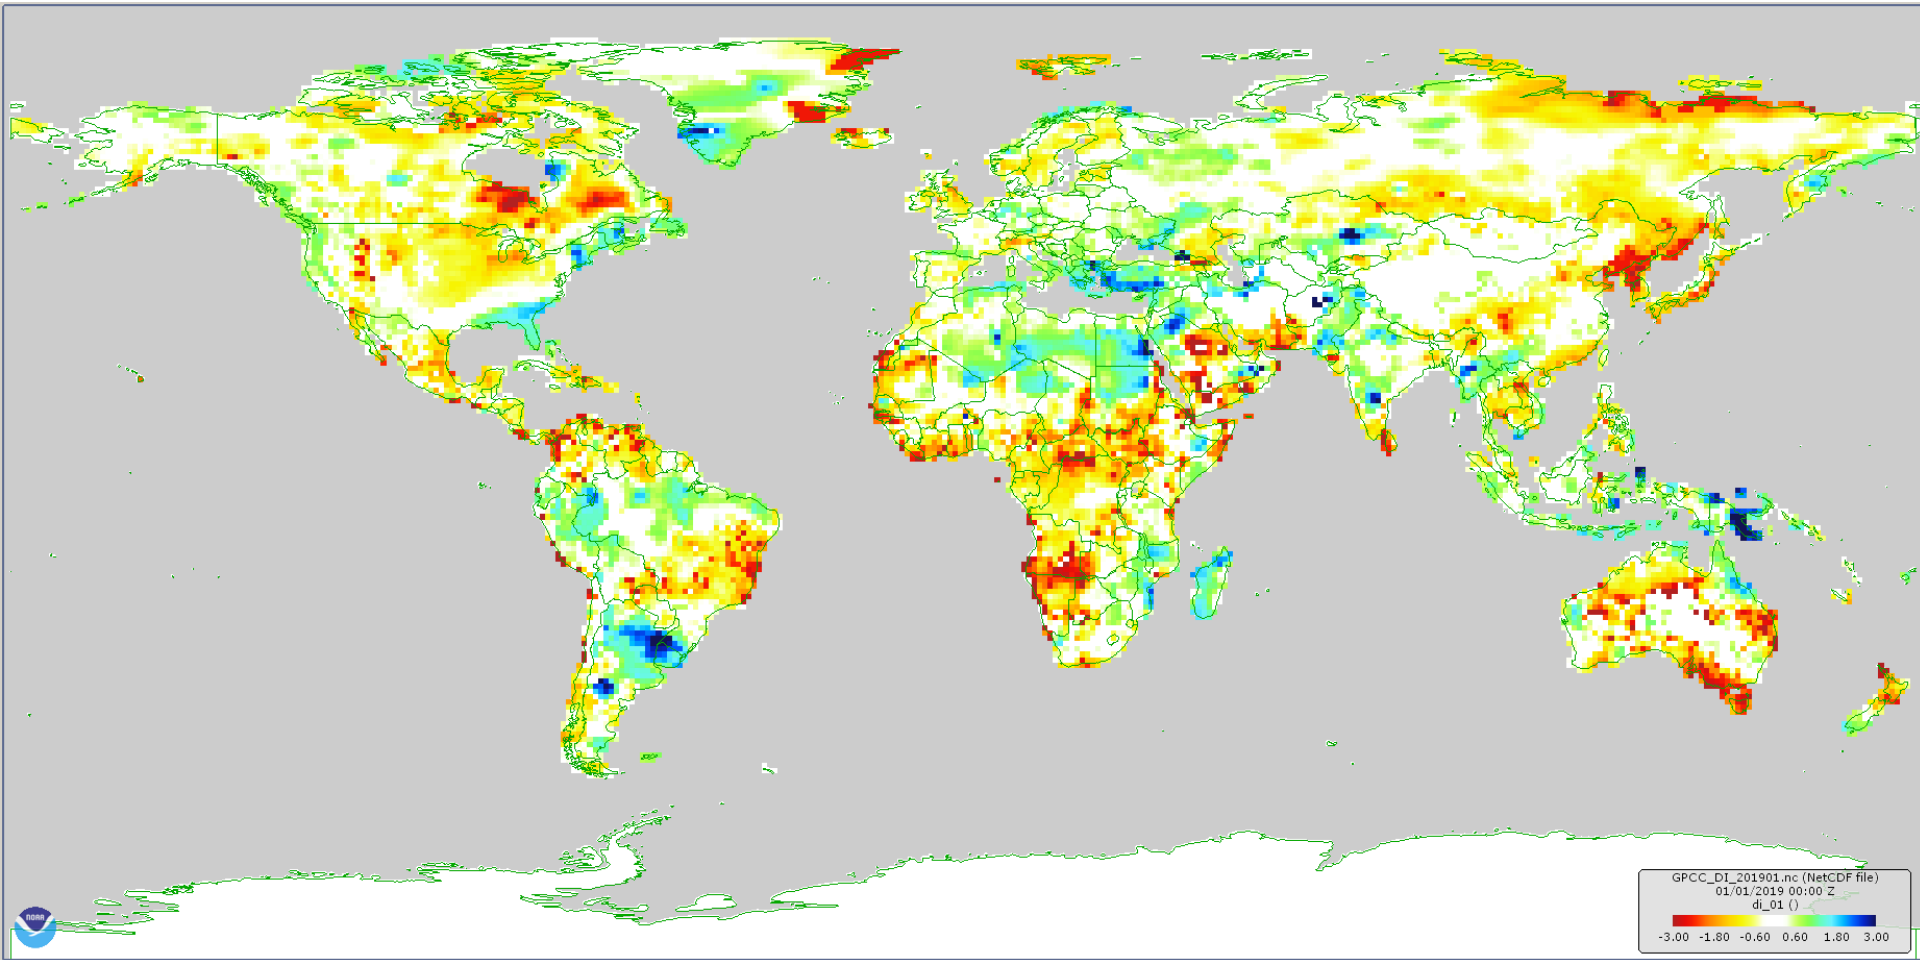 GPCC_DI_201901.nc (NetCDF file)
01/01/2019 00:00 Z
di_01 ()
-3.00 -1.80 -0.60 0.60 1.80 3.00
NOAA